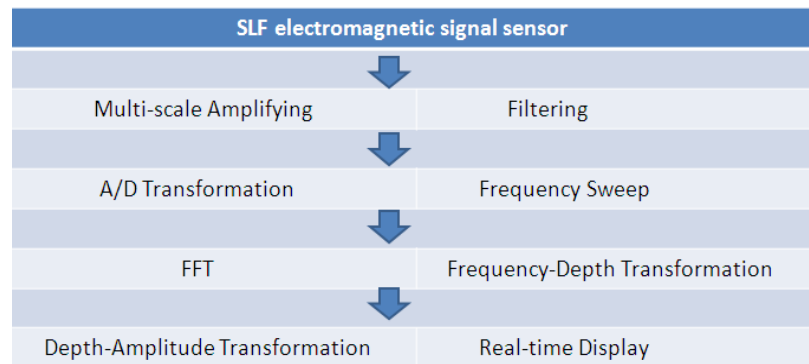 SLF electromagnetic signal sensor
Multi-scale Amplifying Filtering
A/D Transformation Frequency Sweep
FFT Frequency-Depth Transformation
Depth-Amplitude Transformation Real-time Display